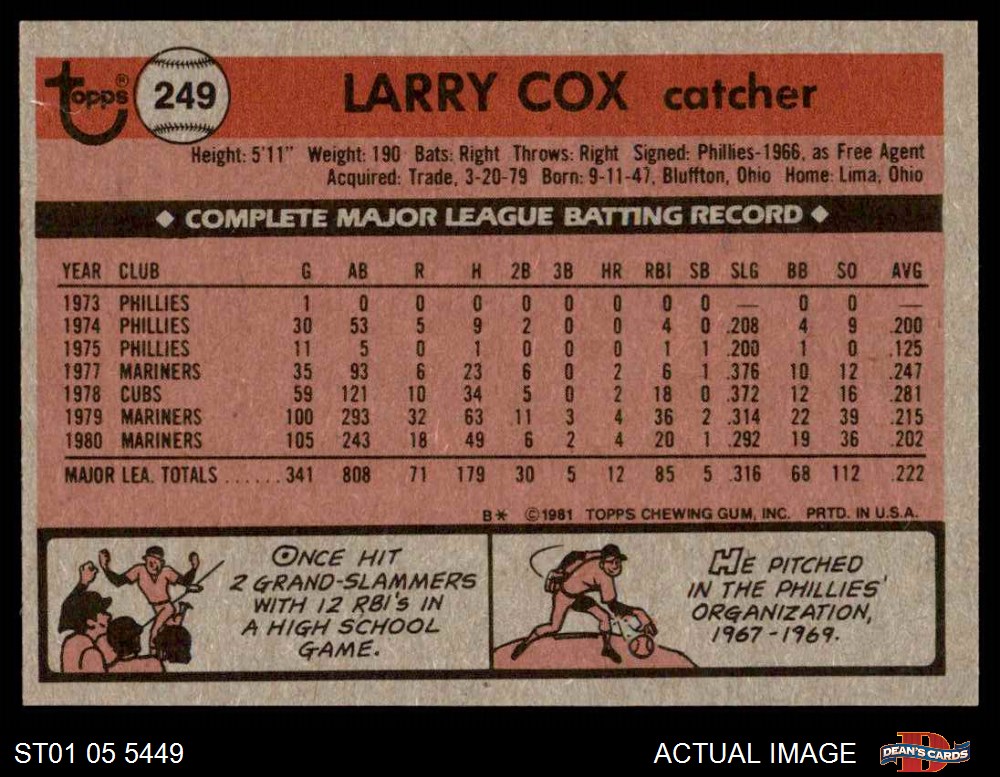 Topps® 249 LARRY COX catcher
Height: 5'11" Weight: 190 Bats: Right Throws: Right Signed: Phillies-1966, as Free Agent
Acquired: Trade, 3-20-79 Born: 9-11-47, Bluffton, Ohio Home: Lima, Ohio
◆ COMPLETE MAJOR LEAGUE BATTING RECORD ◆
YEAR CLUB G AB R H 2B 3B HR RBI SB SLG BB SO AVG
1973 PHILLIES 1 0 0 0 0 0 0 0 0 — 0 0 —
1974 PHILLIES 30 53 5 9 2 0 0 4 0 .208 4 9 .200
1975 PHILLIES 11 5 0 1 0 0 0 1 1 .200 1 0 .125
1977 MARINERS 35 93 6 23 6 0 2 6 1 .376 10 12 .247
1978 CUBS 59 121 10 34 5 0 2 18 0 .372 12 16 .281
1979 MARINERS 100 293 32 63 11 3 4 36 2 .314 22 39 .215
1980 MARINERS 105 243 18 49 6 2 4 20 1 .292 19 36 .202
MAJOR LEA. TOTALS ...... 341 808 71 179 30 5 12 85 5 .316 68 112 .222
B* ©1981 TOPPS CHEWING GUM, INC. PRTD. IN U.S.A.
ONCE HIT
2 GRAND-SLAMMERS
WITH 12 RBI'S IN
A HIGH SCHOOL
GAME.
HE PITCHED
IN THE PHILLIES'
ORGANIZATION,
1967-1969.
ST01 05 5449
ACTUAL IMAGE
DEAN'S CARDS